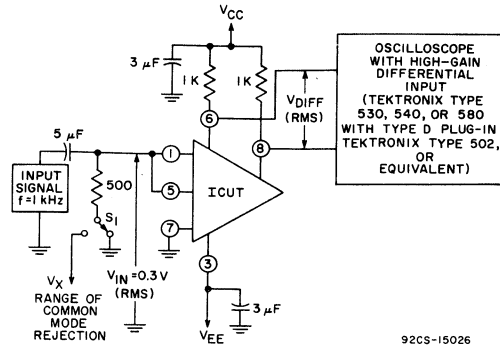 VCC
3 µF
1 K
1 K
6
8
VDIFF
(RMS)
OSCILLOSCOPE
WITH HIGH-GAIN
DIFFERENTIAL
INPUT
(TEKTRONIX TYPE
530, 540, OR 580
WITH TYPE D PLUG-IN
TEKTRONIX TYPE 502,
OR
EQUIVALENT)
5 µF
INPUT
SIGNAL
f=1 kHz
500
S1
1
5
7
ICUT
3
VX
RANGE OF
COMMON
MODE
REJECTION
VIN=0.3 V
(RMS)
3 µF
VEE
92CS-15026